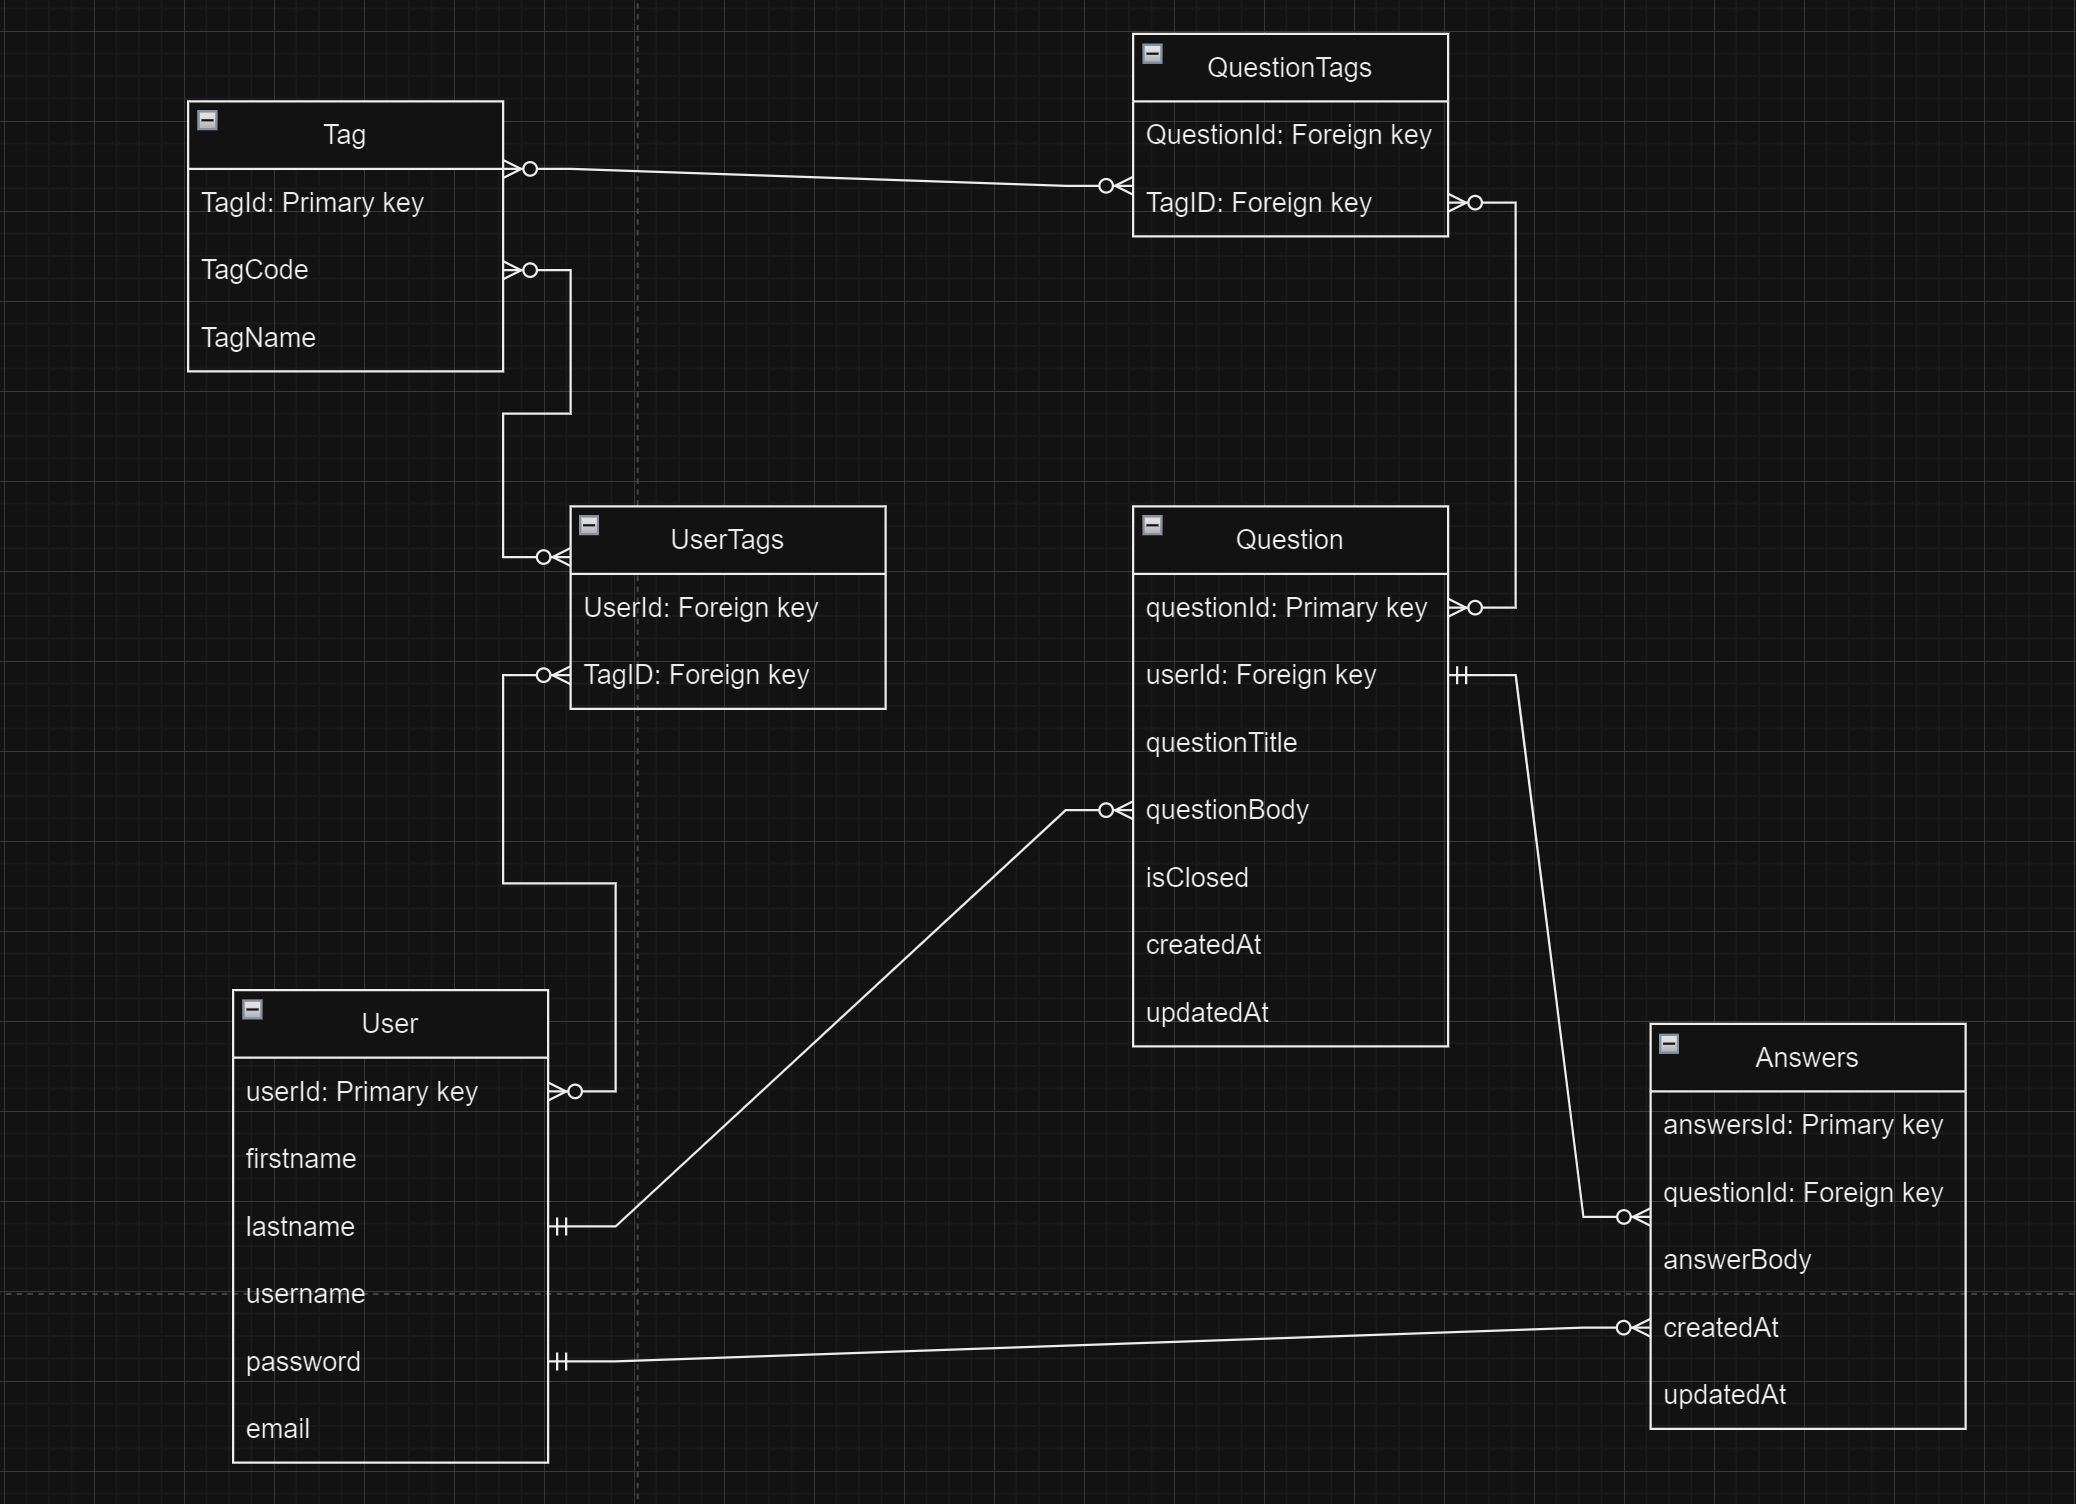 QuestionTags
QuestionId: Foreign key
TagID: Foreign key
Tag
TagId: Primary key
TagCode
TagName
UserTags
UserId: Foreign key
TagID: Foreign key
Question
questionId: Primary key
userId: Foreign key
questionTitle
questionBody
isClosed
createdAt
updatedAt
User
userId: Primary key
firstname
lastname
username
password
email
Answers
answersId: Primary key
questionId: Foreign key
answerBody
createdAt
updatedAt